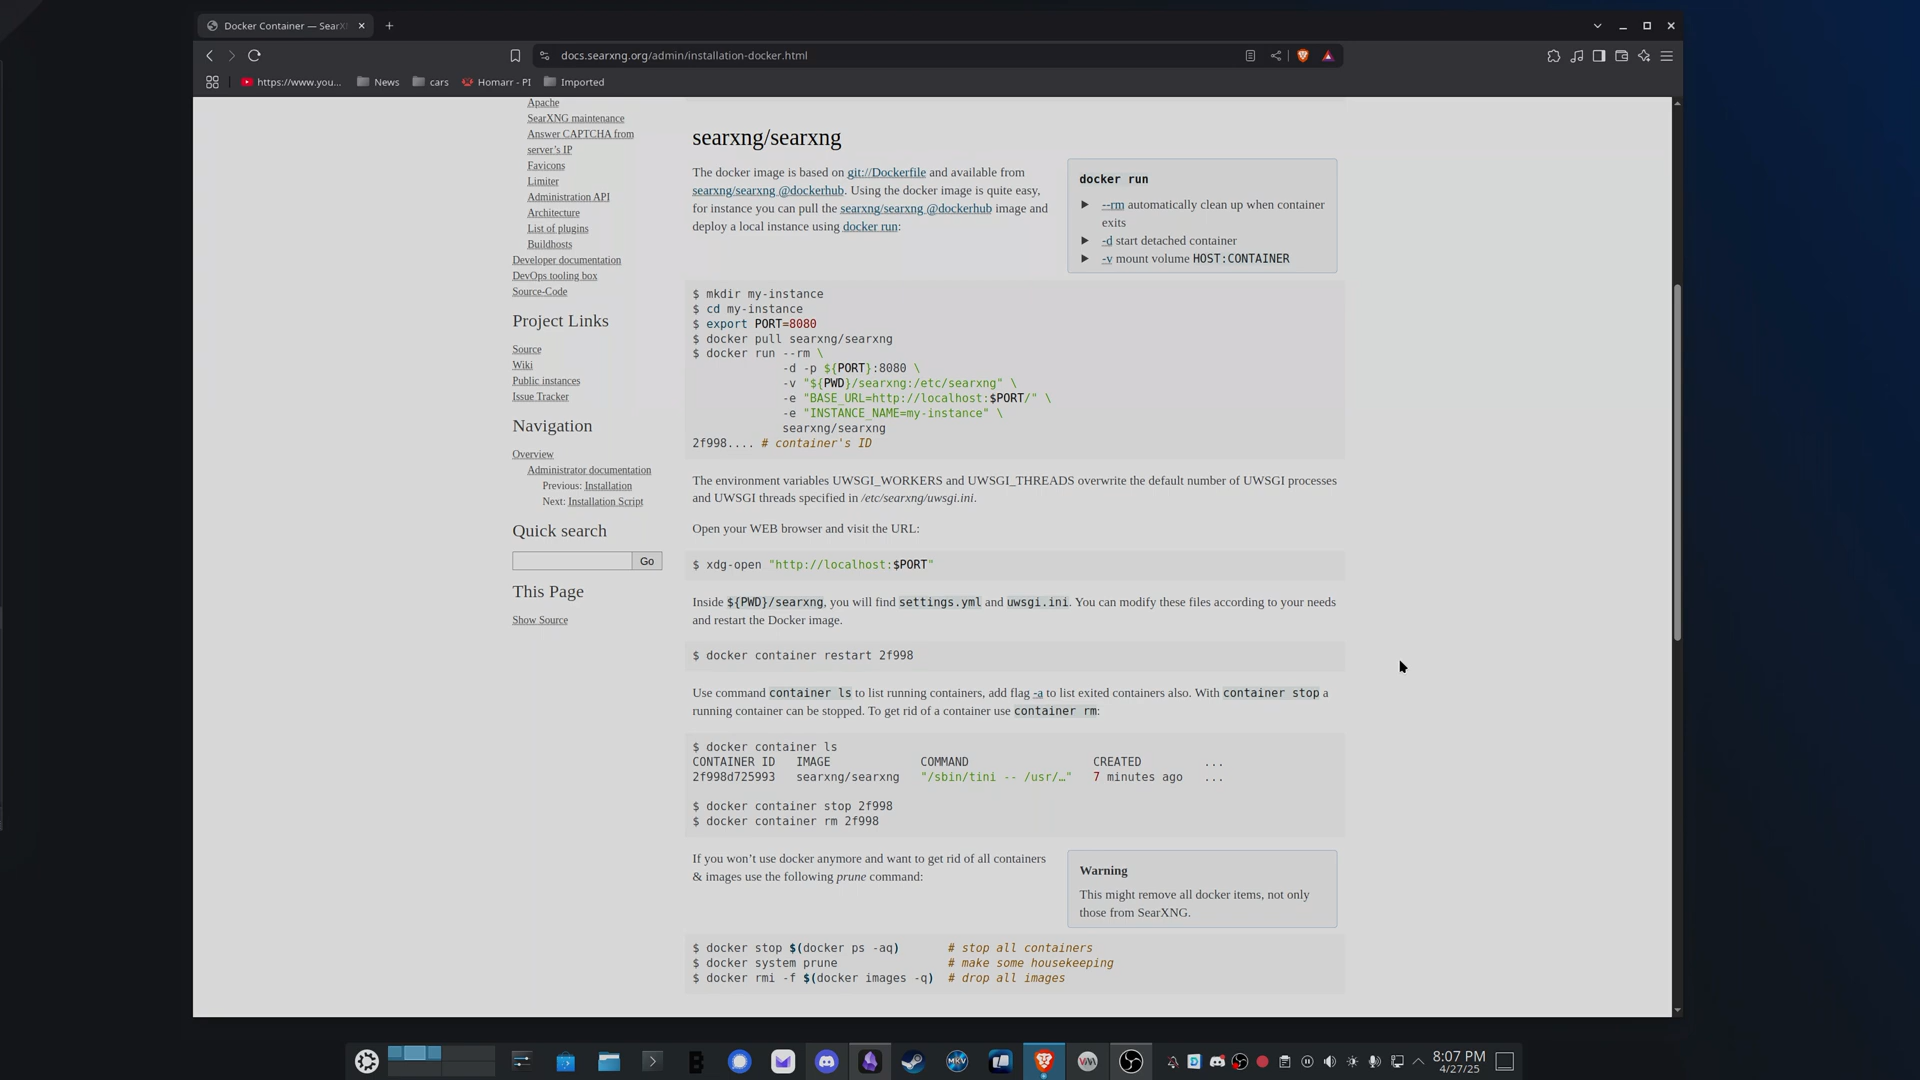 Docker Container — SearX
docs.searxng.org/admin/installation-docker.html
https://www.you...
News
cars
Homarr - PI
Imported
Apache
SearXNG maintenance
Answer CAPTCHA from
server’s IP
Favicons
Limiter
Administration API
Architecture
List of plugins
Buildhosts
Developer documentation
DevOps tooling box
Source-Code
Project Links
Source
Wiki
Public instances
Issue Tracker
Navigation
Overview
Administrator documentation
Previous: Installation
Next: Installation Script
Quick search
Go
This Page
Show Source
searxng/searxng
The docker image is based on git://Dockerfile and available from
searxng/searxng @dockerhub. Using the docker image is quite easy,
for instance you can pull the searxng/searxng @dockerhub image and
deploy a local instance using docker run:
docker run
--rm automatically clean up when container
exits
-d start detached container
-v mount volume HOST:CONTAINER
$ mkdir my-instance
$ cd my-instance
$ export PORT=8080
$ docker pull searxng/searxng
$ docker run --rm \
-d -p ${PORT}:8080 \
-v "${PWD}/searxng:/etc/searxng" \
-e "BASE_URL=http://localhost:$PORT/" \
-e "INSTANCE_NAME=my-instance" \
searxng/searxng
2f998.... # container's ID
The environment variables UWSGI_WORKERS and UWSGI_THREADS overwrite the default number of UWSGI processes
and UWSGI threads specified in /etc/searxng/uwsgi.ini.
Open your WEB browser and visit the URL:
$ xdg-open "http://localhost:$PORT"
Inside ${PWD}/searxng, you will find settings.yml and uwsgi.ini. You can modify these files according to your needs
and restart the Docker image.
$ docker container restart 2f998
Use command container ls to list running containers, add flag -a to list exited containers also. With container stop a
running container can be stopped. To get rid of a container use container rm:
$ docker container ls
CONTAINER ID   IMAGE   COMMAND   CREATED   ...
2f998d725993   searxng/searxng   "/sbin/tini -- /usr/…"   7 minutes ago   ...
$ docker container stop 2f998
$ docker container rm 2f998
If you won’t use docker anymore and want to get rid of all containers
& images use the following prune command:
Warning
This might remove all docker items, not only
those from SearXNG.
$ docker stop $(docker ps -aq)   # stop all containers
$ docker system prune   # make some housekeeping
$ docker rmi -f $(docker images -q)   # drop all images
MKV
8:07 PM
4/27/25